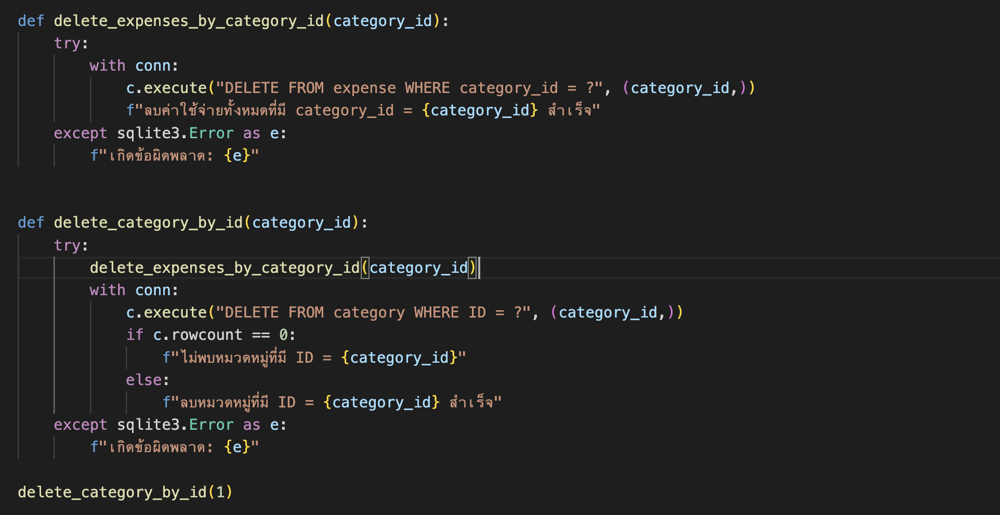 def delete_expenses_by_category_id(category_id):
    try:
        with conn:
            c.execute("DELETE FROM expense WHERE category_id = ?", (category_id,))
            f"ลบค่าใช้จ่ายทั้งหมดที่มี category_id = {category_id} สำเร็จ"
    except sqlite3.Error as e:
        f"เกิดข้อผิดพลาด: {e}"
def delete_category_by_id(category_id):
    try:
        delete_expenses_by_category_id(category_id)
        with conn:
            c.execute("DELETE FROM category WHERE ID = ?", (category_id,))
            if c.rowcount == 0:
                f"ไม่พบหมวดหมู่ที่มี ID = {category_id}"
            else:
                f"ลบหมวดหมู่ที่มี ID = {category_id} สำเร็จ"
    except sqlite3.Error as e:
        f"เกิดข้อผิดพลาด: {e}"
delete_category_by_id(1)